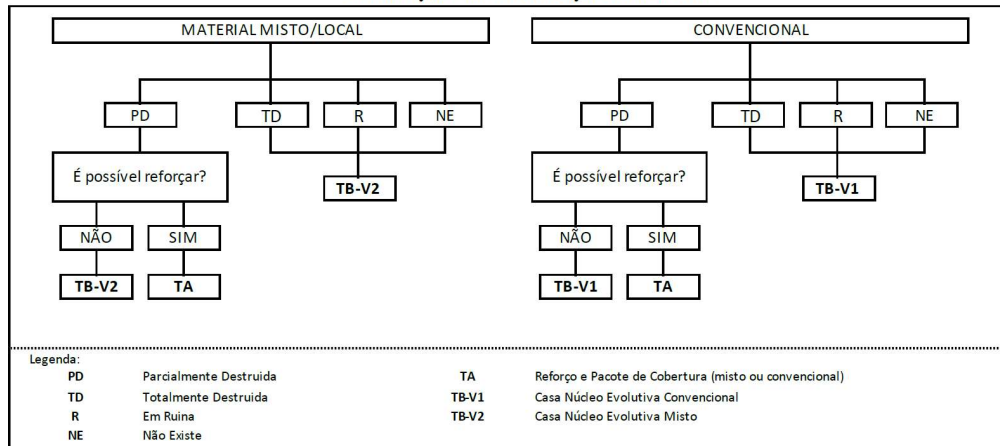 MATERIAL MISTO/LOCAL
PD TD R NE
É possível reforçar?
TB-V2
NÃO SIM
TB-V2 TA
CONVENCIONAL
PD TD R NE
É possível reforçar?
TB-V1
NÃO SIM
TB-V1 TA
Legenda:
PD Parcialmente Destruida
TD Totalmente Destruida
R Em Ruina
NE Não Existe
TA Reforço e Pacote de Cobertura (misto ou convencional)
TB-V1 Casa Núcleo Evolutiva Convencional
TB-V2 Casa Núcleo Evolutiva Misto